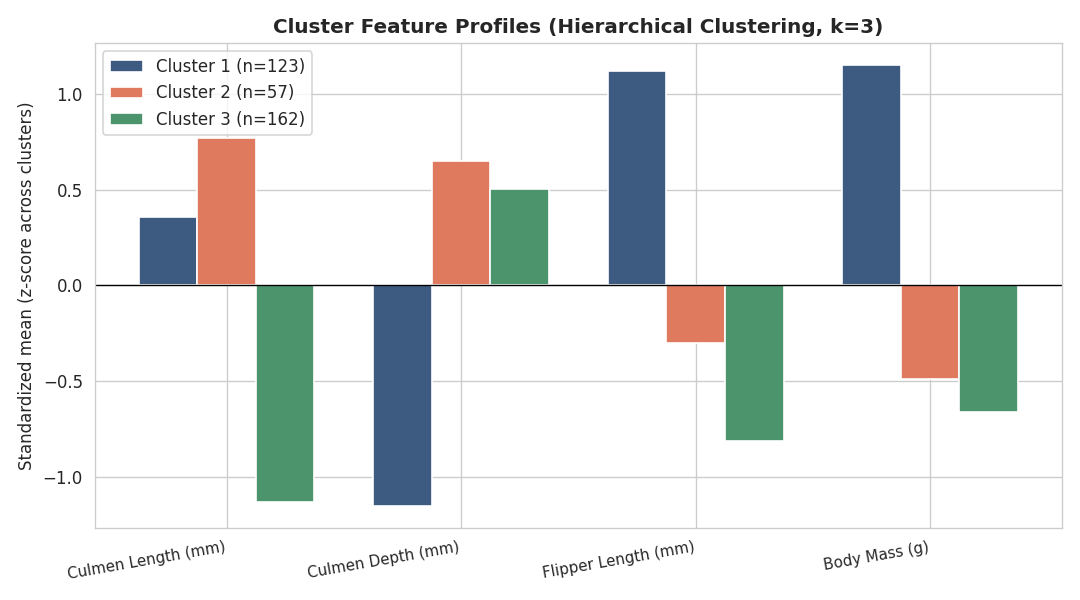 Cluster Feature Profiles (Hierarchical Clustering, k=3)
Cluster 1 (n=123)
Cluster 2 (n=57)
Cluster 3 (n=162)
Standardized mean (z-score across clusters)
1.0
0.5
0.0
−0.5
−1.0
Culmen Length (mm)
Culmen Depth (mm)
Flipper Length (mm)
Body Mass (g)